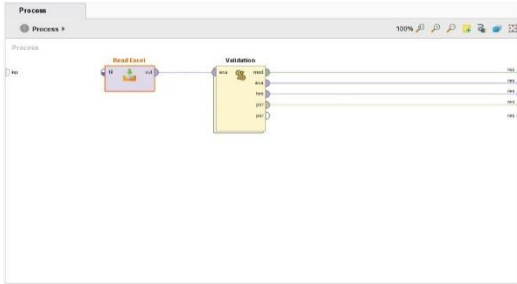 Process
Process
100%
Process
Read Excel
Validation
inp
fil
out
exa
mod
exa
tes
per
per
res
res
res
res
res